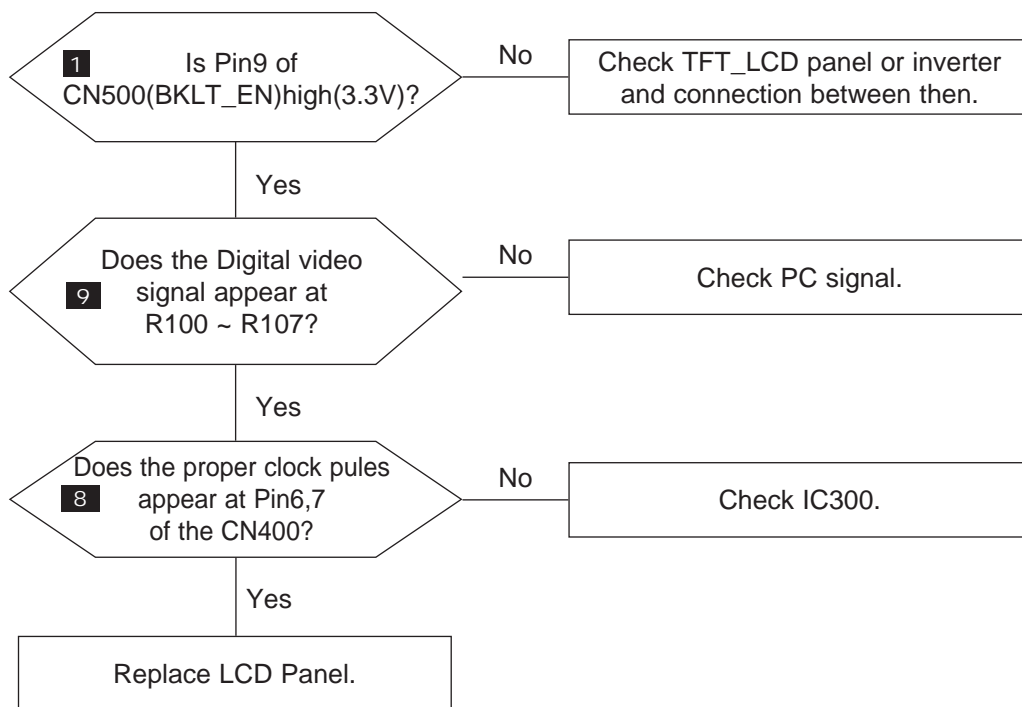 1
Is Pin9 of
CN500(BKLT_EN)high(3.3V)?
No
Check TFT_LCD panel or inverter
and connection between then.
Yes
Does the Digital video
9
signal appear at
R100 ~ R107?
No
Check PC signal.
Yes
Does the proper clock pules
8
appear at Pin6,7
of the CN400?
No
Check IC300.
Yes
Replace LCD Panel.